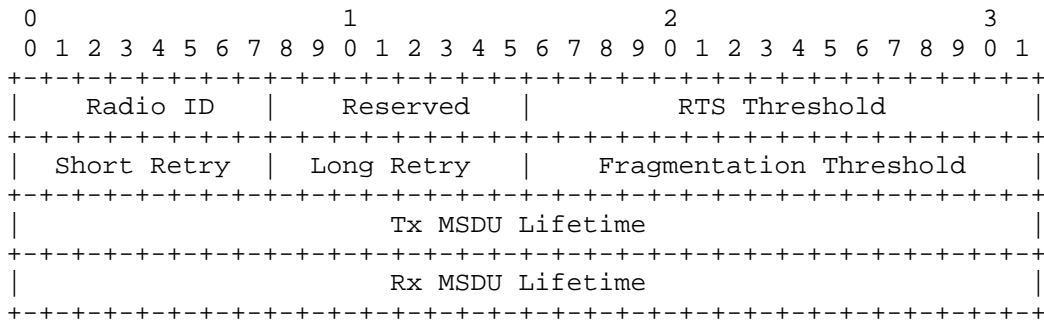 0                   1                   2                   3
 0 1 2 3 4 5 6 7 8 9 0 1 2 3 4 5 6 7 8 9 0 1 2 3 4 5 6 7 8 9 0 1
+-+-+-+-+-+-+-+-+-+-+-+-+-+-+-+-+-+-+-+-+-+-+-+-+-+-+-+-+-+-+-+-+
|    Radio ID   |    Reserved   |         RTS Threshold         |
+-+-+-+-+-+-+-+-+-+-+-+-+-+-+-+-+-+-+-+-+-+-+-+-+-+-+-+-+-+-+-+-+
|  Short Retry  |  Long Retry   |    Fragmentation Threshold    |
+-+-+-+-+-+-+-+-+-+-+-+-+-+-+-+-+-+-+-+-+-+-+-+-+-+-+-+-+-+-+-+-+
|                       Tx MSDU Lifetime                        |
+-+-+-+-+-+-+-+-+-+-+-+-+-+-+-+-+-+-+-+-+-+-+-+-+-+-+-+-+-+-+-+-+
|                       Rx MSDU Lifetime                        |
+-+-+-+-+-+-+-+-+-+-+-+-+-+-+-+-+-+-+-+-+-+-+-+-+-+-+-+-+-+-+-+-+